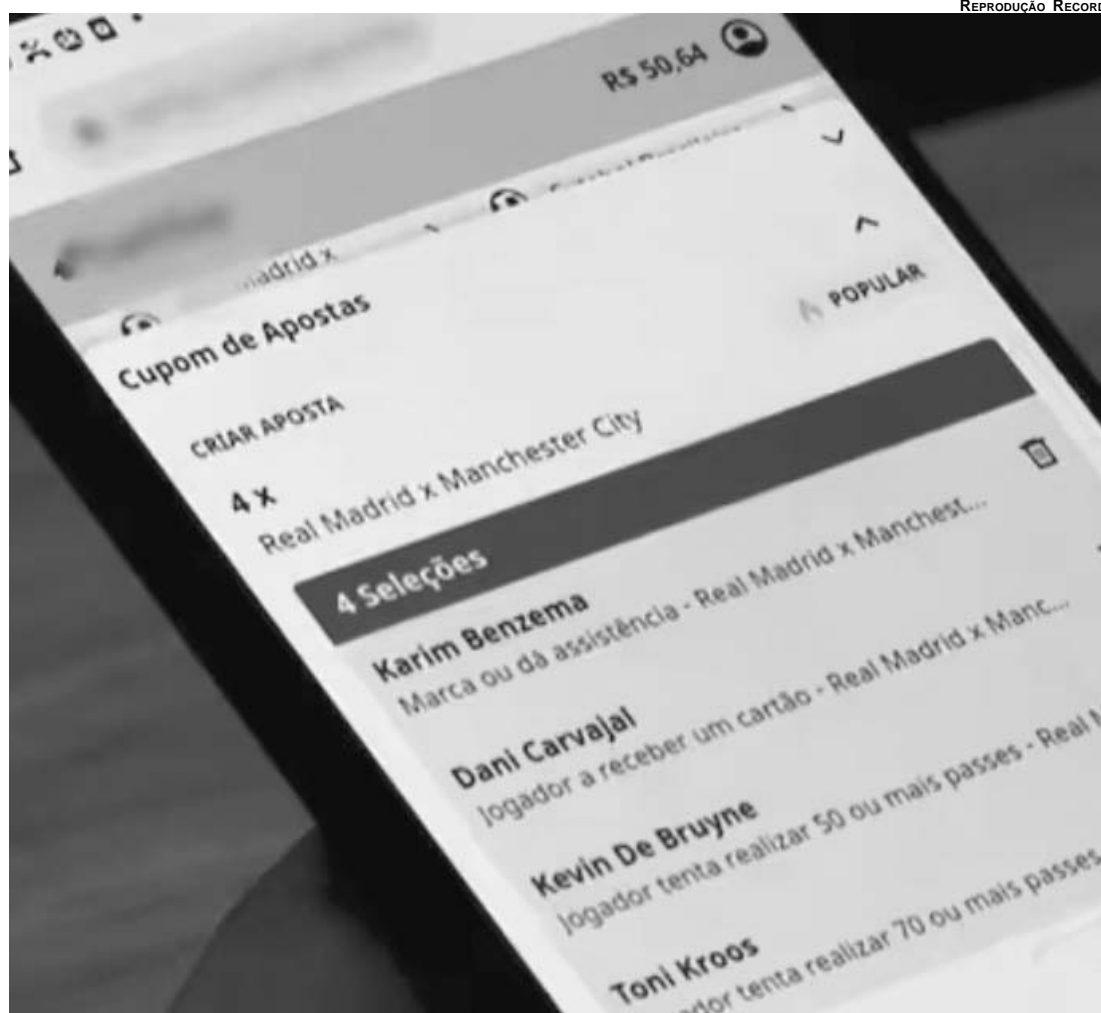 REPRODUÇÃO RECORD
R$ 50,64
adrid x
Cupom de Apostas
POPULAR
CRIAR APOSTA
4 x
Real Madrid x Manchester City
4 Seleções
Karim Benzema
Marca ou dá assistência - Real Madrid x Manchest...
Dani Carvajal
Jogador a receber um cartão - Real Madrid x Manc...
Kevin De Bruyne
Jogador tenta realizar 50 ou mais passes - Real M
Toni Kroos
ador tenta realizar 70 ou mais passes